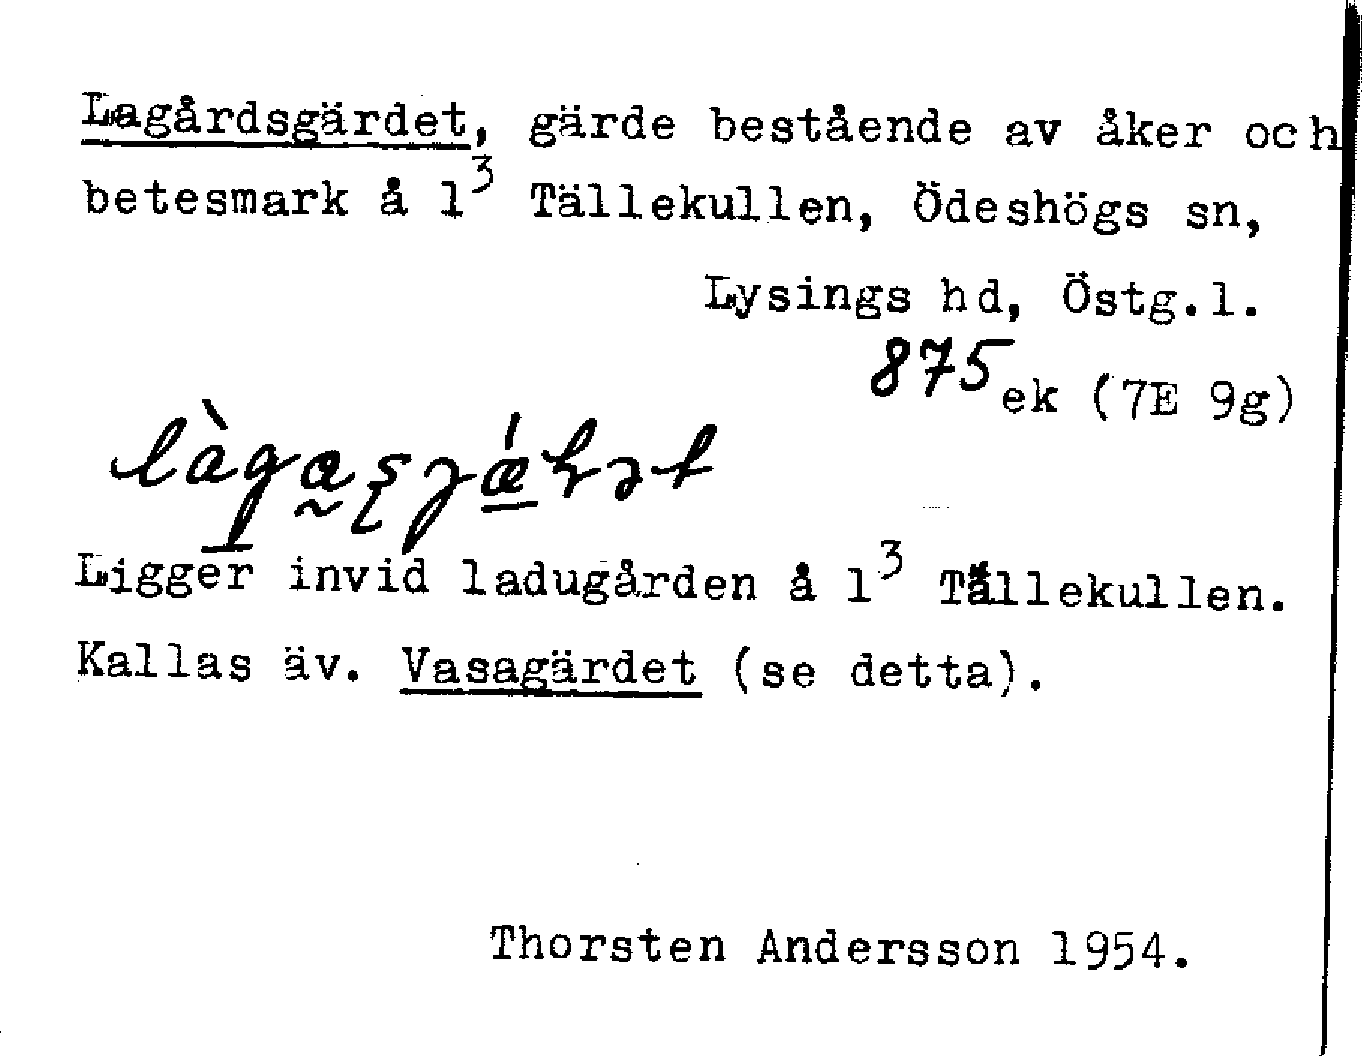 Lagårdsgärdet, gärde bestående av åker och
betesmark å 1³ Tällekullen, Ödeshögs sn,
Lysings hd, Östg.l.
875 ek (7E 9g)
Ligger invid ladugården å 1³ Tällekullen.
Kallas äv. Vasagärdet (se detta).
Thorsten Andersson 1954.